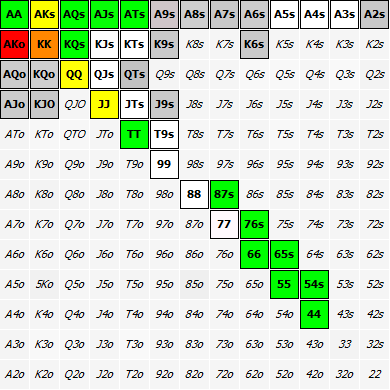 AA AKs AQs AJs ATs A9s A8s A7s A6s A5s A4s A3s A2s
AKo KK KQs KJs KTs K9s K8s K7s K6s K5s K4s K3s K2s
AQo KQo QQ QJs QTs Q9s Q8s Q7s Q6s Q5s Q4s Q3s Q2s
AJo KJO QJO JJ JTs J9s J8s J7s J6s J5s J4s J3s J2s
ATo KTo QTO JTo TT T9s T8s T7s T6s T5s T4s T3s T2s
A9o K9o Q9o J9o T9o 99 98s 97s 96s 95s 94s 93s 92s
A8o K8o Q8o J8o T8o 98o 88 87s 86s 85s 84s 83s 82s
A7o K7o Q7o J7o T7o 97o 87o 77 76s 75s 74s 73s 72s
A6o K6o Q6o J6o T6o 96o 86o 76o 66 65s 64s 63s 62s
A5o 5Ko Q5o J5o T5o 95o 85o 75o 65o 55 54s 53s 52s
A4o K4o Q4o J4o T4o 94o 84o 74o 64o 54o 44 43s 42s
A3o K3o Q3o J3o T3o 93o 83o 73o 63o 53o 43o 33 32s
A2o K2o Q2o J2o T2o 92o 82o 72o 62o 52o 42o 32o 22